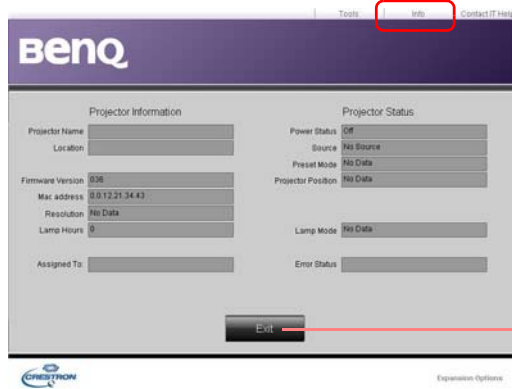 Tools Info Contact IT Help
BenQ
Projector Information
Projector Name
Location
Firmware Version 036
Mac address 0.0.12.21.34.43
Resolution No Data
Lamp Hours 0
Assigned To:
Projector Status
Power Status Off
Source No Source
Preset Mode No Data
Projector Position No Data
Lamp Mode No Data
Error Status
Exit
CRESTRON
Expansion Options